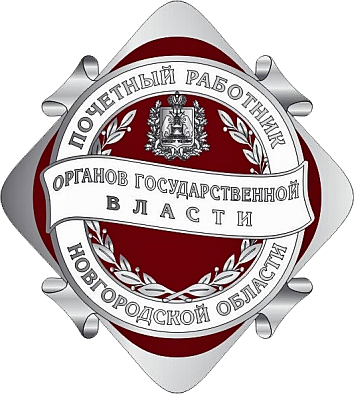 ПОЧЕТНЫЙ РАБОТНИК
ОРГАНОВ ГОСУДАРСТВЕННОЙ
ВЛАСТИ
НОВГОРОДСКОЙ ОБЛАСТИ